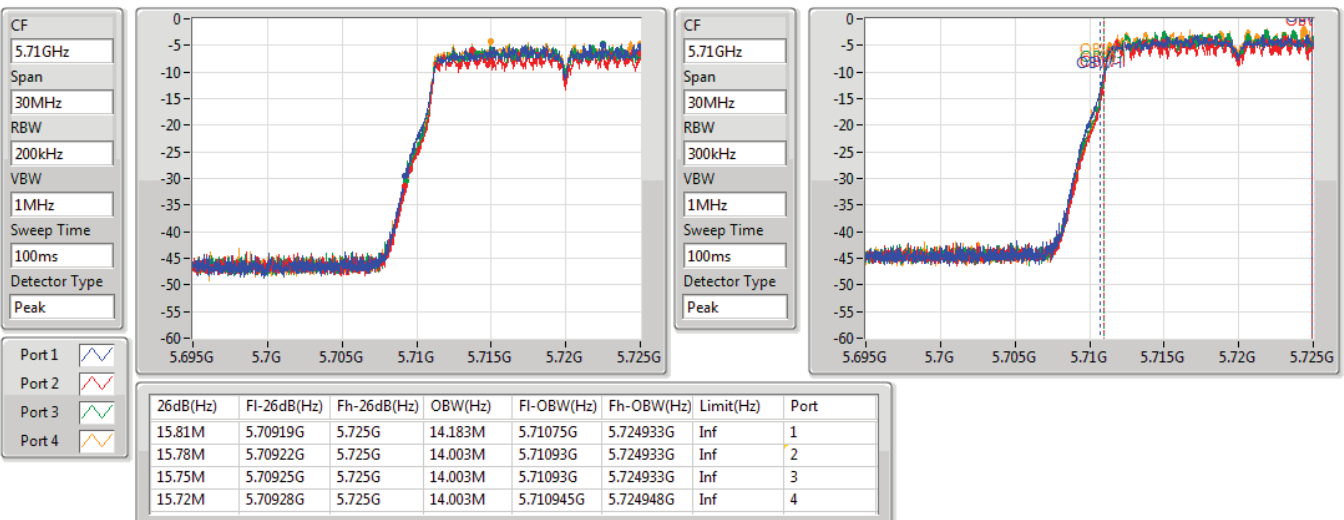 CF
5.71GHz
Span
30MHz
RBW
200kHz
VBW
1MHz
Sweep Time
100ms
Detector Type
Peak
0
-5
-10
-15
-20
-25
-30
-35
-40
-45
-50
-55
-60
5.695G 5.7G 5.705G 5.71G 5.715G 5.72G 5.725G
CF
5.71GHz
Span
30MHz
RBW
300kHz
VBW
1MHz
Sweep Time
100ms
Detector Type
Peak
0
-5
-10
-15
-20
-25
-30
-35
-40
-45
-50
-55
-60
5.695G 5.7G 5.705G 5.71G 5.715G 5.72G 5.725G
Port 1
Port 2
Port 3
Port 4
26dB(Hz) Fl-26dB(Hz) Fh-26dB(Hz) OBW(Hz) Fl-OBW(Hz) Fh-OBW(Hz) Limit(Hz) Port
15.81M 5.70919G 5.725G 14.183M 5.71075G 5.724933G Inf 1
15.78M 5.70922G 5.725G 14.003M 5.71093G 5.724933G Inf 2
15.75M 5.70925G 5.725G 14.003M 5.71093G 5.724933G Inf 3
15.72M 5.70928G 5.725G 14.003M 5.710945G 5.724948G Inf 4